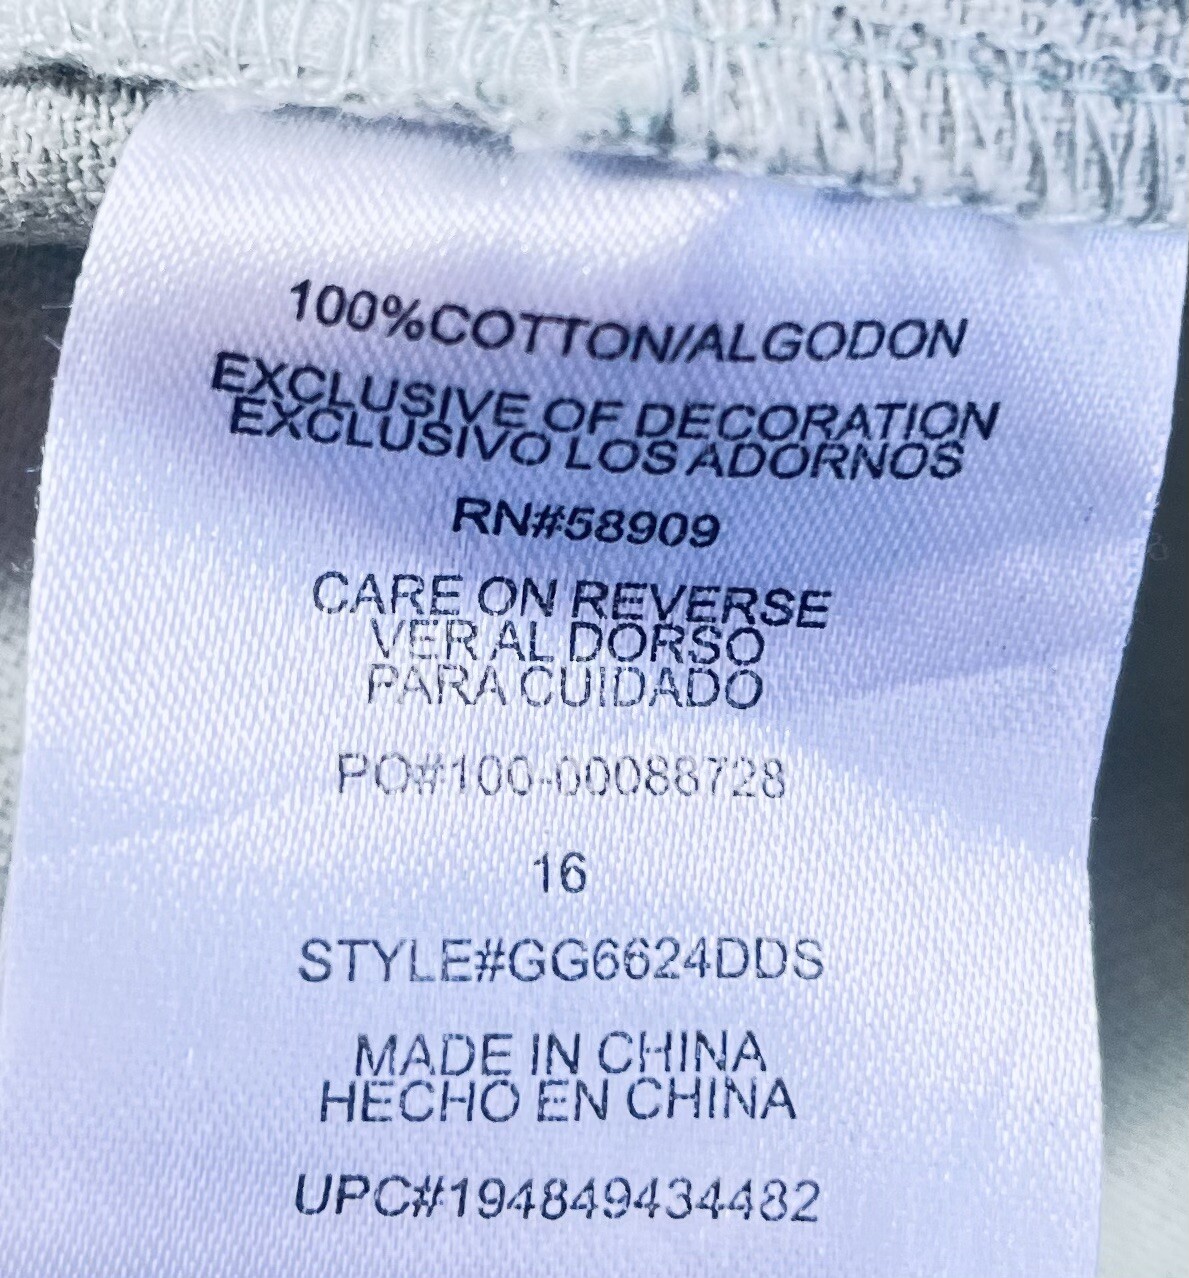 100%COTTON/ALGODON
EXCLUSIVE OF DECORATION
EXCLUSIVO LOS ADORNOS
RN#58909
CARE ON REVERSE
VER AL DORSO
PARA CUIDADO
PO#100-00088728
16
STYLE#GG6624DDS
MADE IN CHINA
HECHO EN CHINA
UPC#194849434482